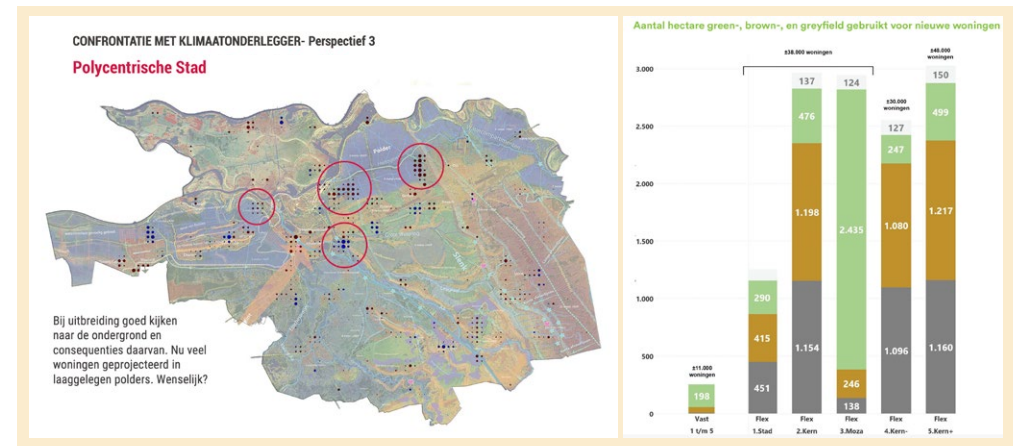 CONFRONTATIE MET KLIMAATONDERLEGGER- Perspectief 3
Polycentrische Stad
Polder
Bij uitbreiding goed kijken
naar de ondergrond en
consequenties daarvan. Nu veel
woningen geprojecteerd in
laaggelegen polders. Wenselijk?
Aantal hectare green-, brown-, en greyfield gebruikt voor nieuwe woningen
±40.000
woningen
±38.000 woningen
3.000
137
124
150
±30.000
woningen
476
499
2.500
127
247
2.000
1.198
2.435
1.080
1.217
1.500
1.000
290
415
1.154
1.096
1.160
±11.000
woningen
500
451
246
198
138
0
Vast
Flex
Flex
Flex
Flex
Flex
1 t/m 5
1.Stad
2.Kern
3.Moza
4.Kern-
5.Kern+